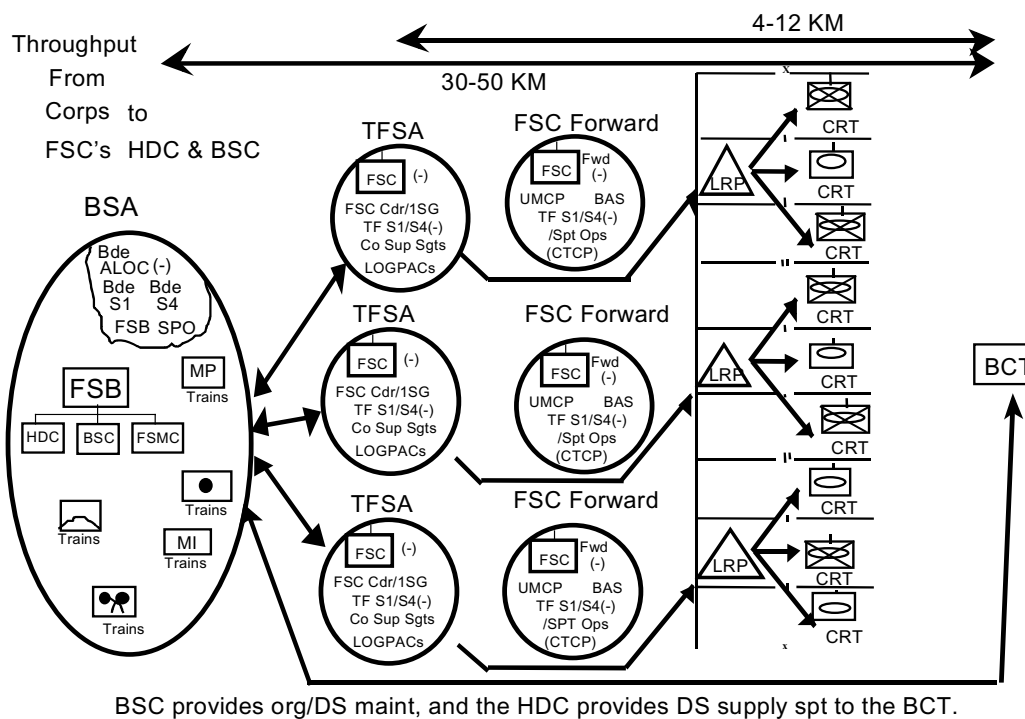 4-12 KM
Throughput
From
Corps to
FSC's HDC & BSC
30-50 KM
x
x
TFSA
FSC
(-)
FSC Cdr/1SG
TF S1/S4(-)
Co Sup Sgts
LOGPACs
FSC Forward
FSC
Fwd
(-)
UMCP BAS
TF S1/S4(-)
/Spt Ops
(CTCP)
LRP
CRT
CRT
CRT
BSA
Bde
ALOC (-)
Bde Bde
S1 S4
FSB SPO
MP
Trains
FSB
HDC
BSC
FSMC
Trains
Trains
MI
Trains
Trains
TFSA
FSC
(-)
FSC Cdr/1SG
TF S1/S4(-)
Co Sup Sgts
LOGPACs
FSC Forward
FSC
Fwd
(-)
UMCP BAS
TF S1/S4(-)
/Spt Ops
(CTCP)
LRP
CRT
CRT
CRT
BCT
TFSA
FSC
(-)
FSC Cdr/1SG
TF S1/S4(-)
Co Sup Sgts
LOGPACs
FSC Forward
FSC
Fwd
(-)
UMCP BAS
TF S1/S4(-)
/SPT Ops
(CTCP)
LRP
CRT
CRT
CRT
x
BSC provides org/DS maint, and the HDC provides DS supply spt to the BCT.